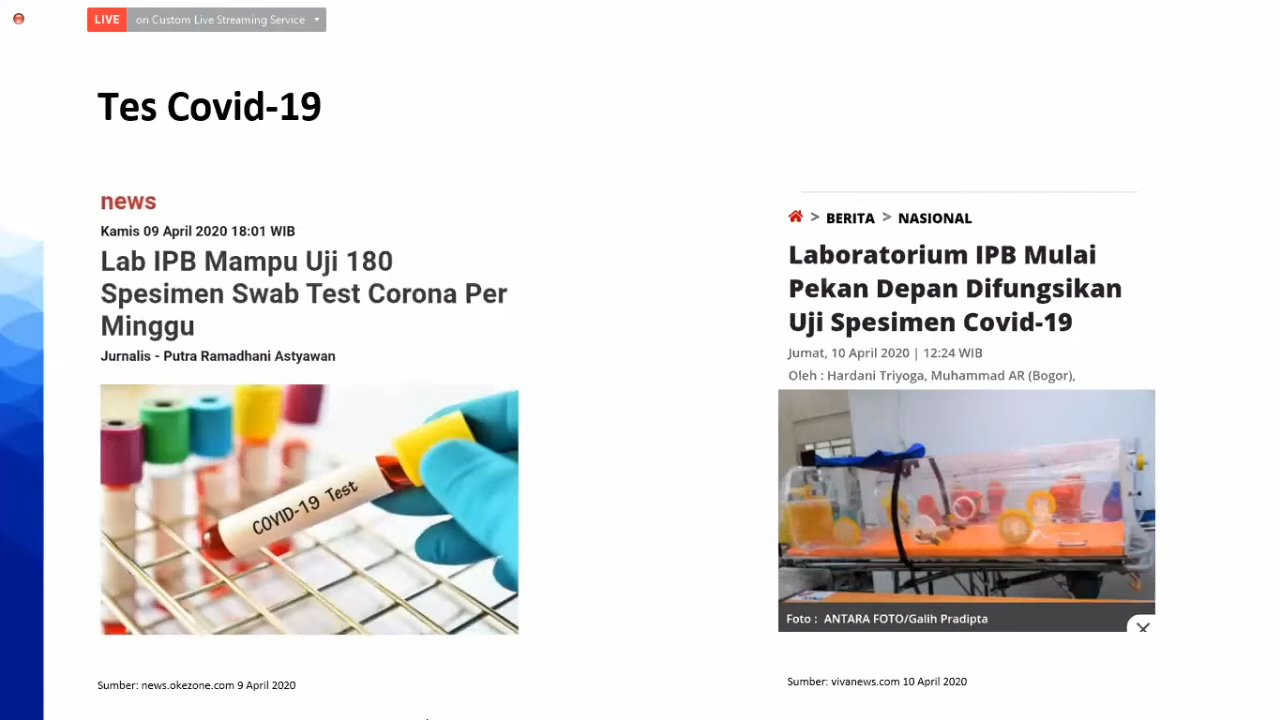 LIVE on Custom Live Streaming Service
Tes Covid-19
news
Kamis 09 April 2020 18:01 WIB
Lab IPB Mampu Uji 180
Spesimen Swab Test Corona Per
Minggu
Jurnalis - Putra Ramadhani Astyawan
COVID-19 Test
Sumber: news.okezone.com 9 April 2020
> BERITA > NASIONAL
Laboratorium IPB Mulai
Pekan Depan Difungsikan
Uji Spesimen Covid-19
Jumat, 10 April 2020 | 12:24 WIB
Oleh : Hardani Triyoga, Muhammad AR (Bogor),
Foto : ANTARA FOTO/Galih Pradipta
Sumber: vivanews.com 10 April 2020